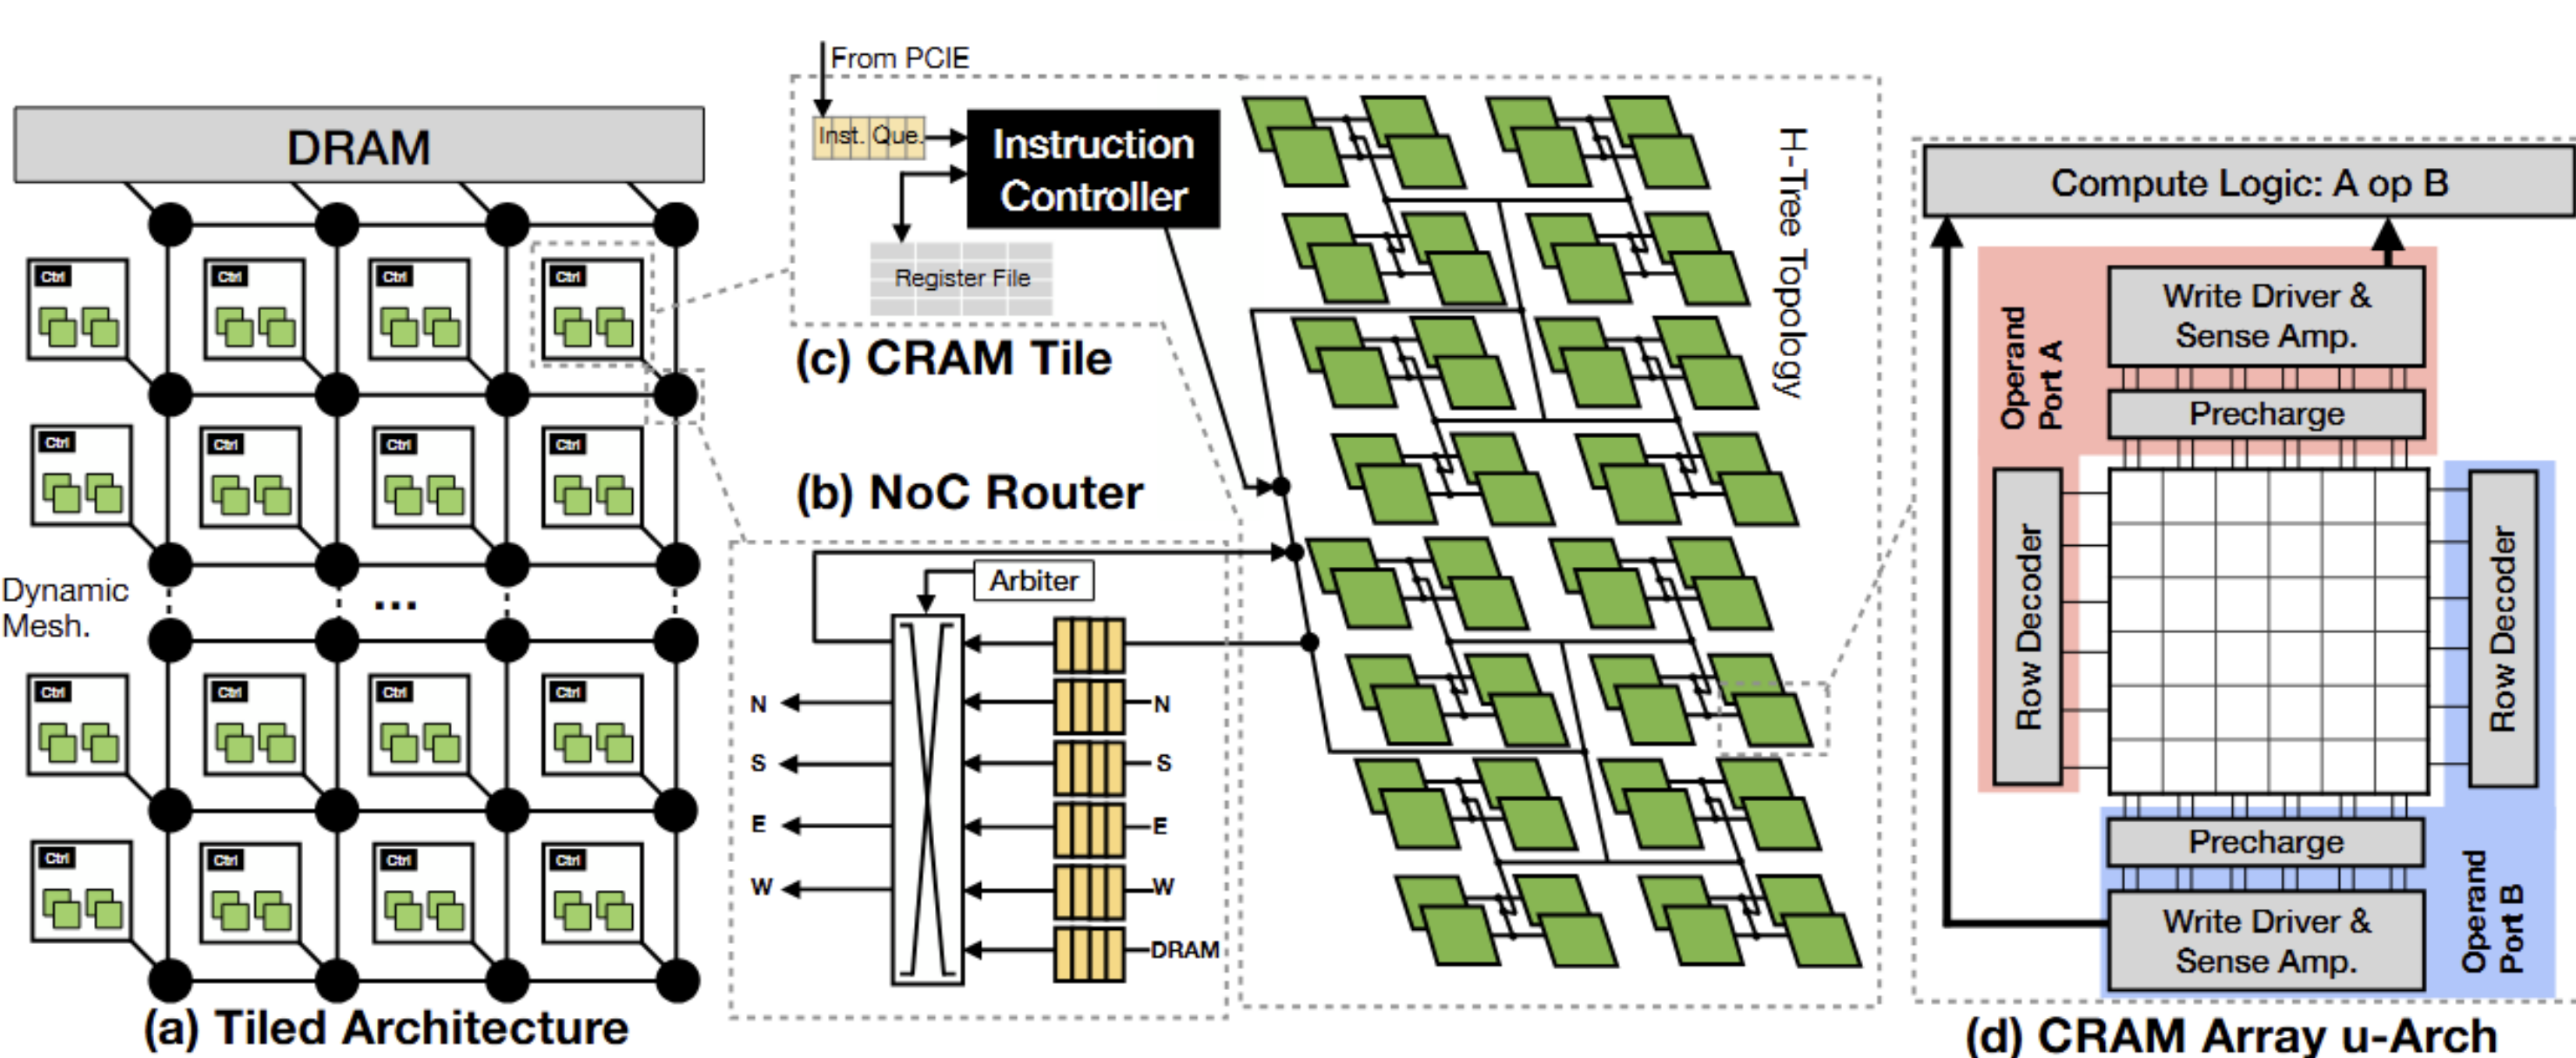 DRAM
Ctrl
Ctrl
Ctrl
Ctrl
Ctrl
Ctrl
Ctrl
Ctrl
Dynamic
Mesh.
...
Ctrl
Ctrl
Ctrl
Ctrl
Ctrl
Ctrl
Ctrl
Ctrl
(a) Tiled Architecture
From PCIE
Inst. Que.
Instruction
Controller
Register File
(c) CRAM Tile
H-Tree Topology
(b) NoC Router
Arbiter
N
S
E
W
N
S
E
W
DRAM
Compute Logic: A op B
Operand
Port A
Write Driver &
Sense Amp.
Precharge
Row Decoder
Row Decoder
Precharge
Write Driver &
Sense Amp.
Operand
Port B
(d) CRAM Array u-Arch